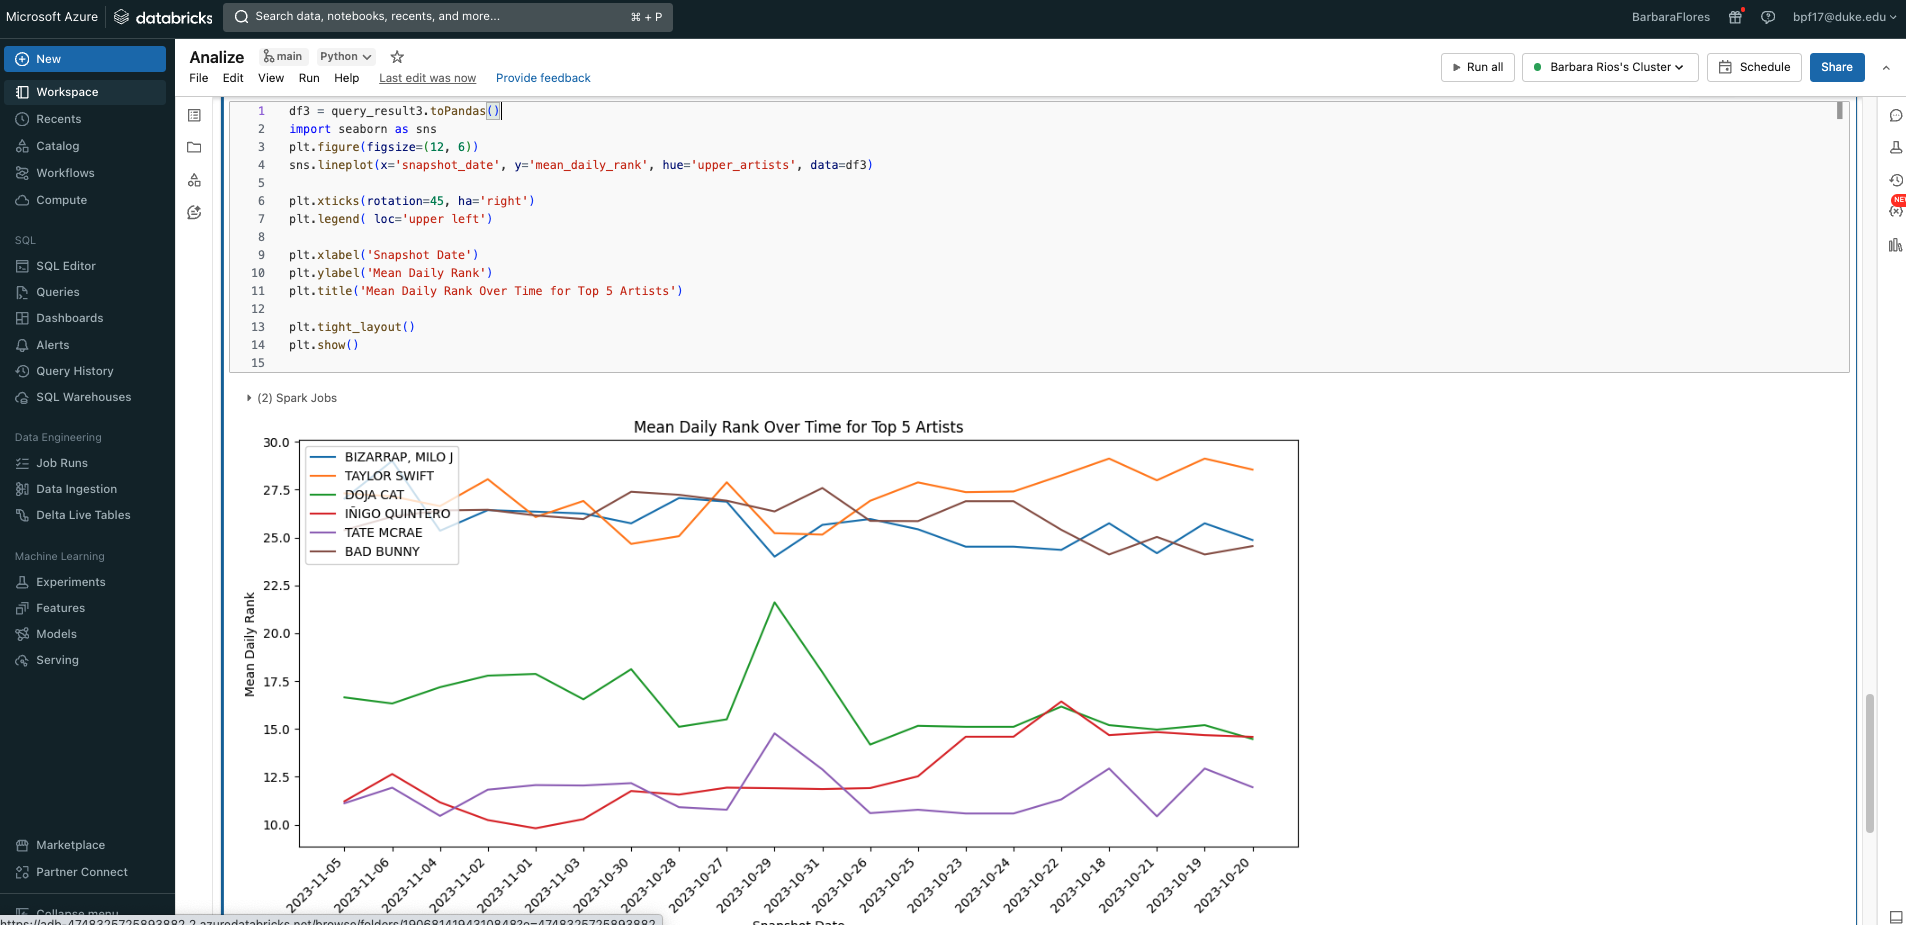 Microsoft Azure databricks Search data, notebooks, recents, and more... ⌘ + P BarbaraFlores bpf17@duke.edu
New
Workspace
Recents
Catalog
Workflows
Compute
SQL
SQL Editor
Queries
Dashboards
Alerts
Query History
SQL Warehouses
Data Engineering
Job Runs
Data Ingestion
Delta Live Tables
Machine Learning
Experiments
Features
Models
Serving
Marketplace
Partner Connect
Collapse menu
Analize main Python
File Edit View Run Help Last edit was now Provide feedback
Run all Barbara Rios's Cluster Schedule Share
NEW
1 df3 = query_result3.toPandas()
2 import seaborn as sns
3 plt.figure(figsize=(12, 6))
4 sns.lineplot(x='snapshot_date', y='mean_daily_rank', hue='upper_artists', data=df3)
5
6 plt.xticks(rotation=45, ha='right')
7 plt.legend( loc='upper left')
8
9 plt.xlabel('Snapshot Date')
10 plt.ylabel('Mean Daily Rank')
11 plt.title('Mean Daily Rank Over Time for Top 5 Artists')
12
13 plt.tight_layout()
14 plt.show()
15
(2) Spark Jobs
Mean Daily Rank Over Time for Top 5 Artists
BIZARRAP, MILO J
TAYLOR SWIFT
DOJA CAT
IÑIGO QUINTERO
TATE MCRAE
BAD BUNNY
Mean Daily Rank
30.0
27.5
25.0
22.5
20.0
17.5
15.0
12.5
10.0
2023-11-05
2023-11-06
2023-11-04
2023-11-02
2023-11-01
2023-11-03
2023-10-30
2023-10-28
2023-10-27
2023-10-29
2023-10-31
2023-10-26
2023-10-25
2023-10-23
2023-10-24
2023-10-22
2023-10-18
2023-10-21
2023-10-19
2023-10-20
Snapshot Date